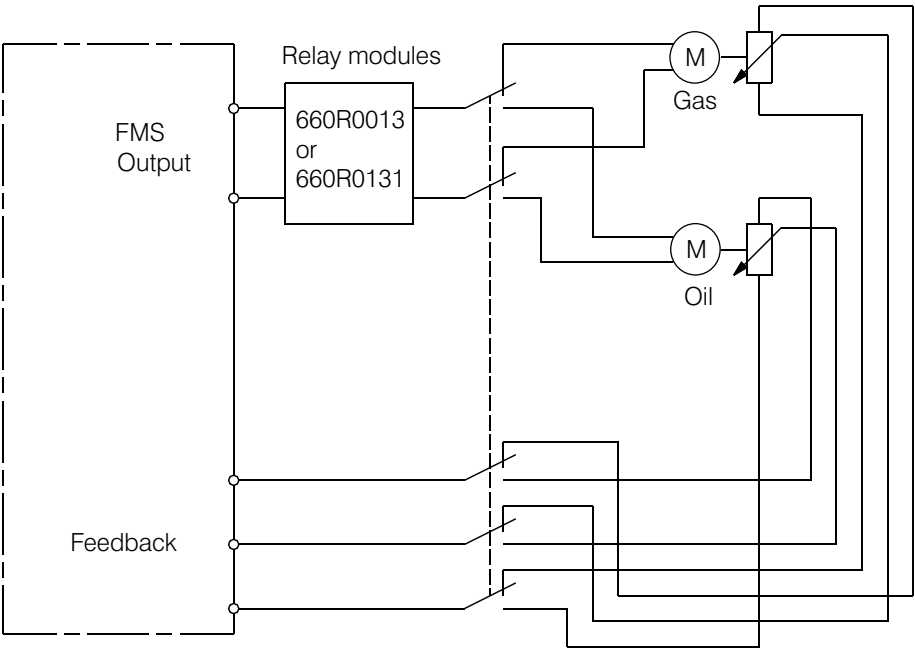 Relay modules
FMS
Output
660R0013
or
660R0131
M
Gas
M
Oil
Feedback